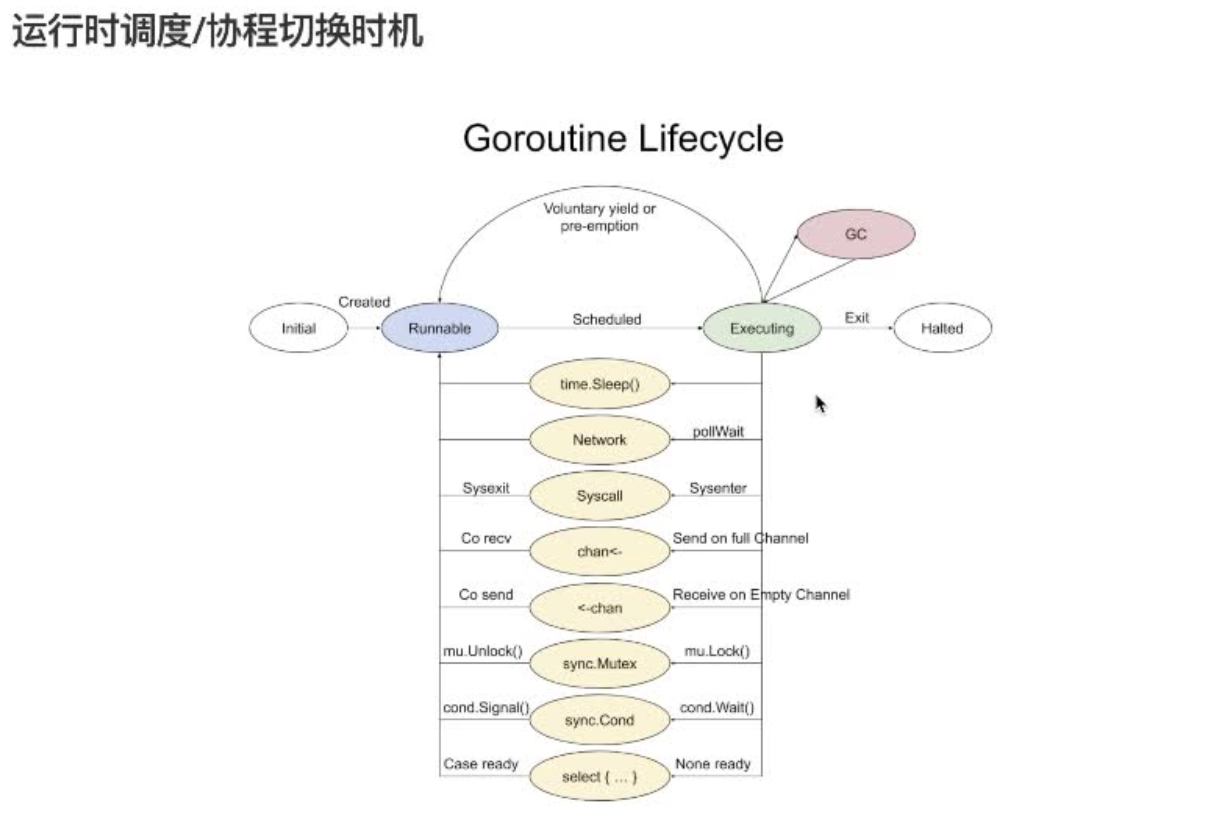 运行时调度/协程切换时机
Goroutine Lifecycle
Voluntary yield or
pre-emption
GC
Created
Initial
Runnable
Scheduled
Executing
Exit
Halted
time.Sleep()
Network
pollWait
Sysexit
Syscall
Sysenter
Co recv
chan<-
Send on full Channel
Co send
<-chan
Receive on Empty Channel
mu.Unlock()
sync.Mutex
mu.Lock()
cond.Signal()
sync.Cond
cond.Wait()
Case ready
select { ... }
None ready